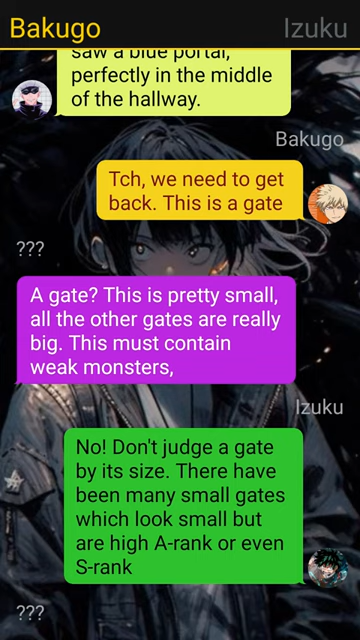 Bakugo
Izuku
saw a blue portal,
perfectly in the middle
of the hallway.
Bakugo
Tch, we need to get
back. This is a gate
???
A gate? This is pretty small,
all the other gates are really
big. This must contain
weak monsters,
Izuku
No! Don't judge a gate
by its size. There have
been many small gates
which look small but
are high A-rank or even
S-rank
???